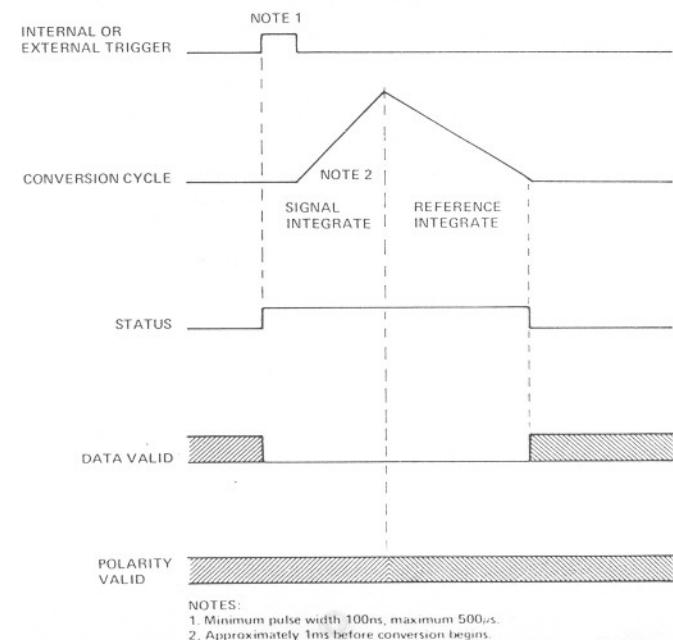 NOTE 1
INTERNAL OR
EXTERNAL TRIGGER
CONVERSION CYCLE
NOTE 2
SIGNAL
INTEGRATE
REFERENCE
INTEGRATE
STATUS
DATA VALID
POLARITY
VALID
NOTES:
1. Minimum pulse width 100ns, maximum 500μs.
2. Approximately 1ms before conversion begins.